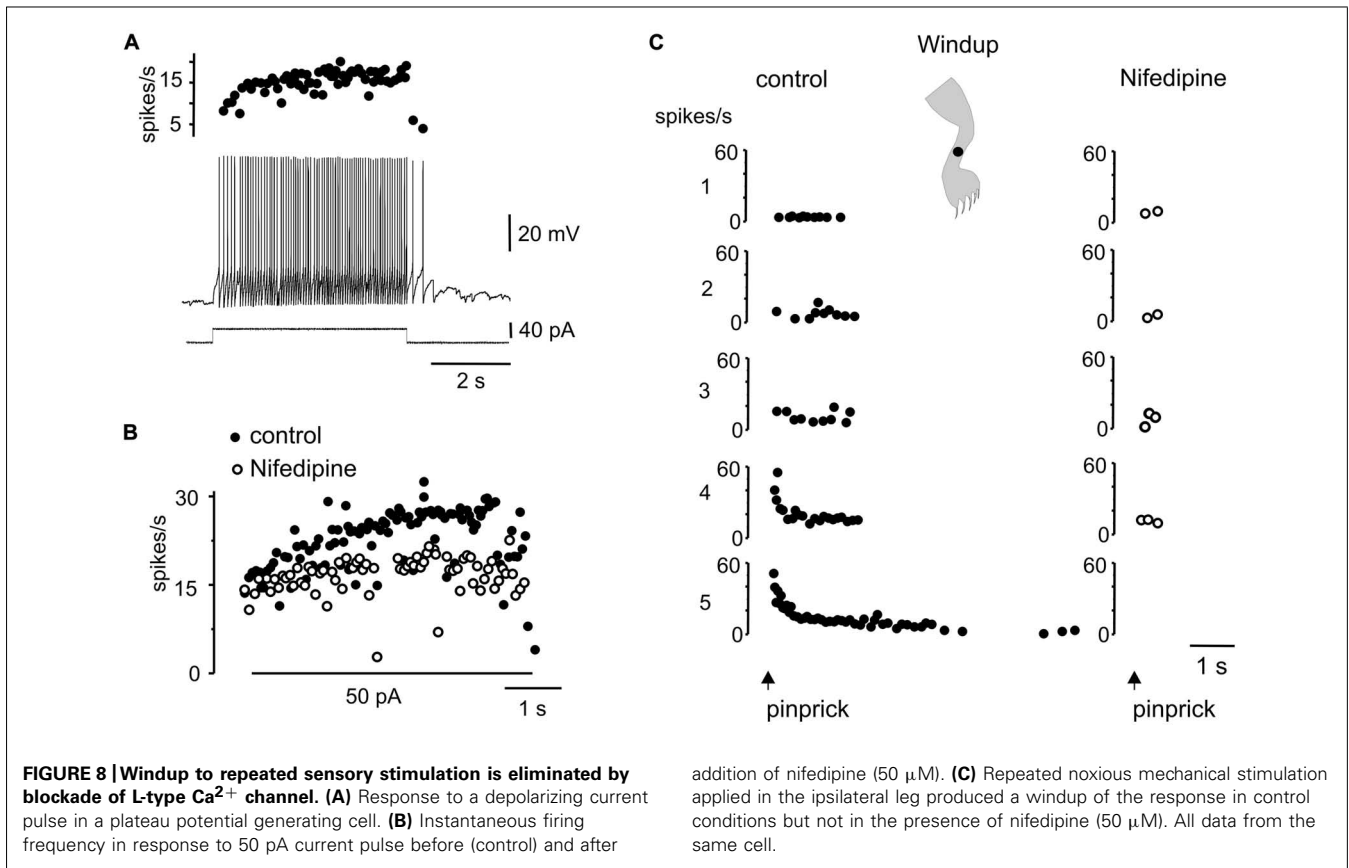 A
spikes/s
15
5
20 mV
40 pA
2 s
B
control
Nifedipine
spikes/s
30
15
0
50 pA
1 s
C
Windup
control
Nifedipine
spikes/s
1
60
0
60
0
2
60
0
60
0
3
60
0
60
0
4
60
0
60
0
5
60
0
60
0
1 s
pinprick
pinprick
FIGURE 8 | Windup to repeated sensory stimulation is eliminated by
blockade of L-type Ca2+ channel. (A) Response to a depolarizing current
pulse in a plateau potential generating cell. (B) Instantaneous firing
frequency in response to 50 pA current pulse before (control) and after
addition of nifedipine (50 μM). (C) Repeated noxious mechanical stimulation
applied in the ipsilateral leg produced a windup of the response in control
conditions but not in the presence of nifedipine (50 μM). All data from the
same cell.